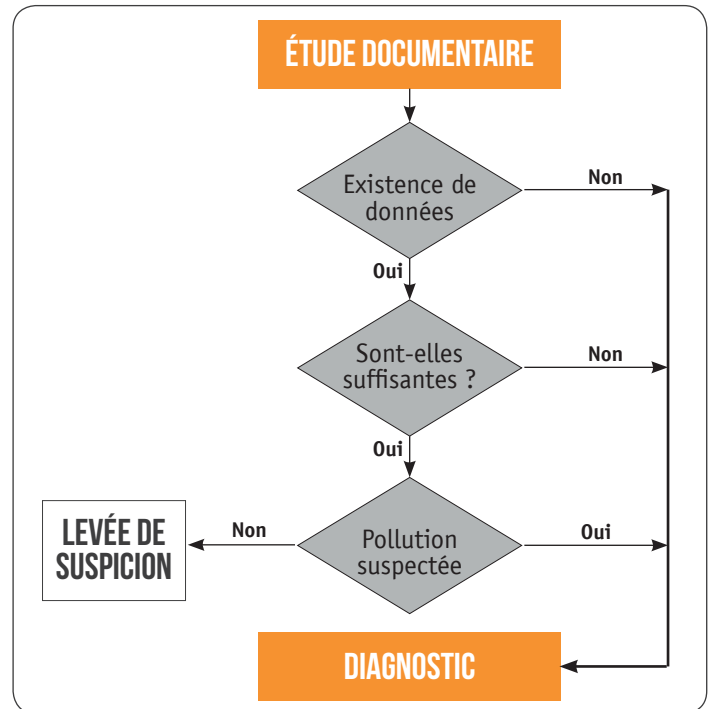 ÉTUDE DOCUMENTAIRE
Existence de
données
Non
Oui
Sont-elles
suffisantes ?
Non
Oui
LEVÉE DE
SUSPICION
Non
Pollution
suspectée
Oui
DIAGNOSTIC